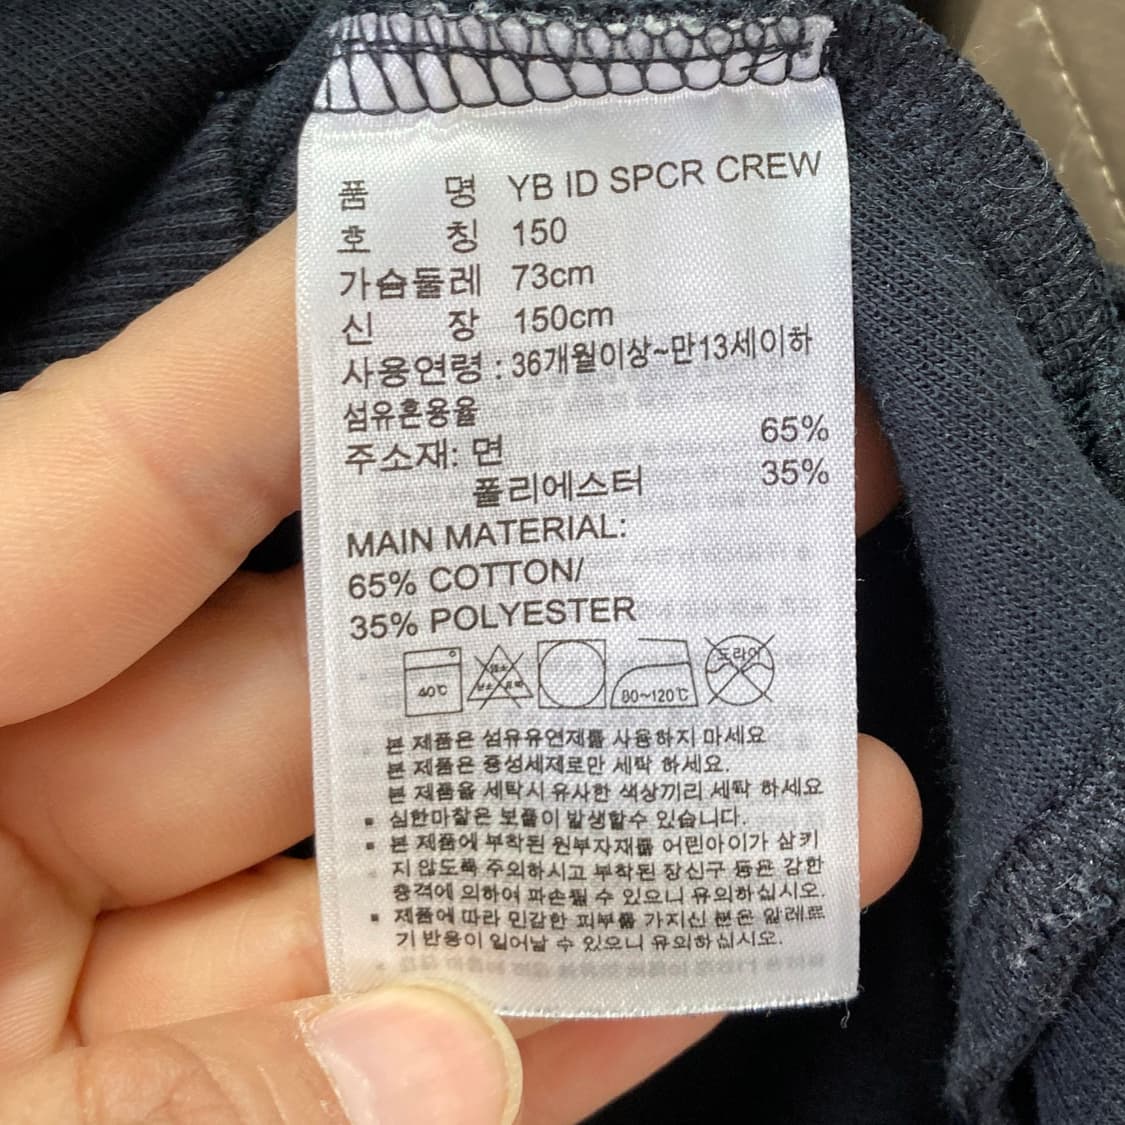 품 명 YB ID SPCR CREW
호 칭 150
가슴둘레 73cm
신 장 150cm
사용연령 : 36개월이상~만13세이하
섬유혼용율
주소재: 면 65%
폴리에스터 35%
MAIN MATERIAL:
65% COTTON/
35% POLYESTER
40℃ 염소 80~120℃ 드라이
본 제품은 섬유유연제를 사용하지 마세요
본 제품은 중성세제로만 세탁 하세요.
본 제품을 세탁시 유사한 색상끼리 세탁 하세요
▪ 심한마찰은 보풀이 발생할수 있습니다.
▪ 본 제품에 부착된 원부자재를 어린아이가 삼키
지 않도록 주의하시고 부착된 장신구 등은 강한
충격에 의하여 파손될 수 있으니 유의하십시오.
▪ 제품에 따라 민감한 피부를 가지신 분은 알레르
기 반응이 일어날 수 있으니 유의하십시오.